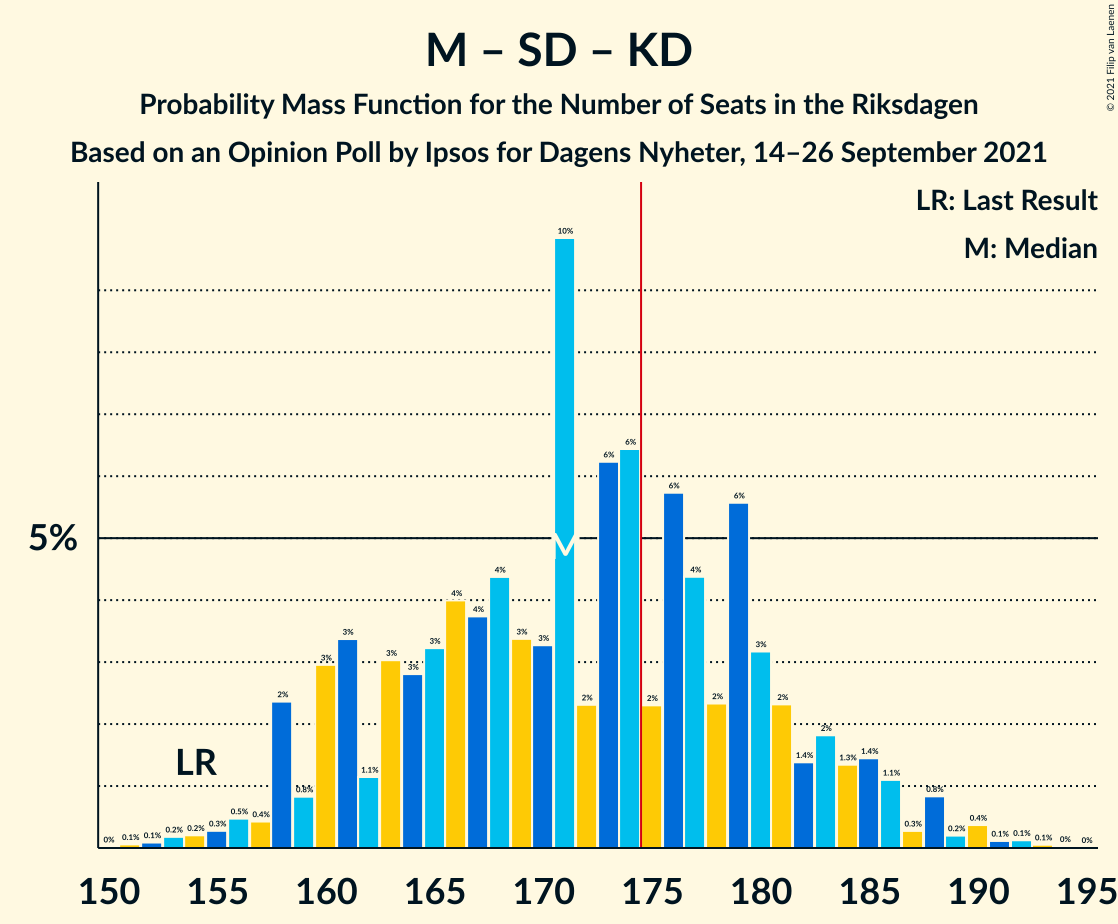 M – SD – KD
Probability Mass Function for the Number of Seats in the Riksdagen
Based on an Opinion Poll by Ipsos for Dagens Nyheter, 14–26 September 2021
© 2021 Filip van Laenen
LR: Last Result
M: Median
5%
LR
M
0% 0.1% 0.1% 0.2% 0.2% 0.3% 0.5% 0.4% 2% 0.8% 3% 3% 1.1% 3% 3% 3% 4% 4% 4% 3% 3% 10% 2% 6% 6% 2% 6% 4% 2% 6% 3% 2% 1.4% 2% 1.3% 1.4% 1.1% 0.3% 0.8% 0.2% 0.4% 0.1% 0.1% 0.1% 0% 0%
150 155 160 165 170 175 180 185 190 195